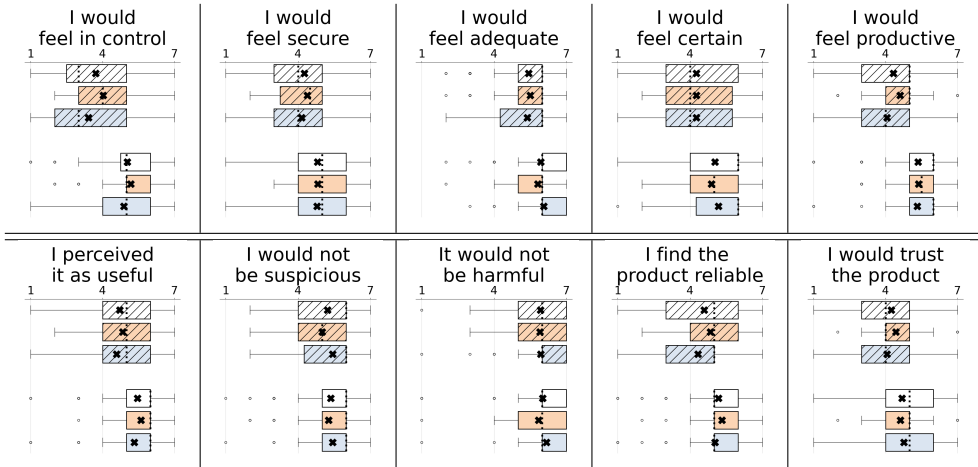 I would
feel in control
1 4 7
I would
feel secure
1 4 7
I would
feel adequate
1 4 7
I would
feel certain
1 4 7
I would
feel productive
1 4 7
I perceived
it as useful
1 4 7
I would not
be suspicious
1 4 7
It would not
be harmful
1 4 7
I find the
product reliable
1 4 7
I would trust
the product
1 4 7